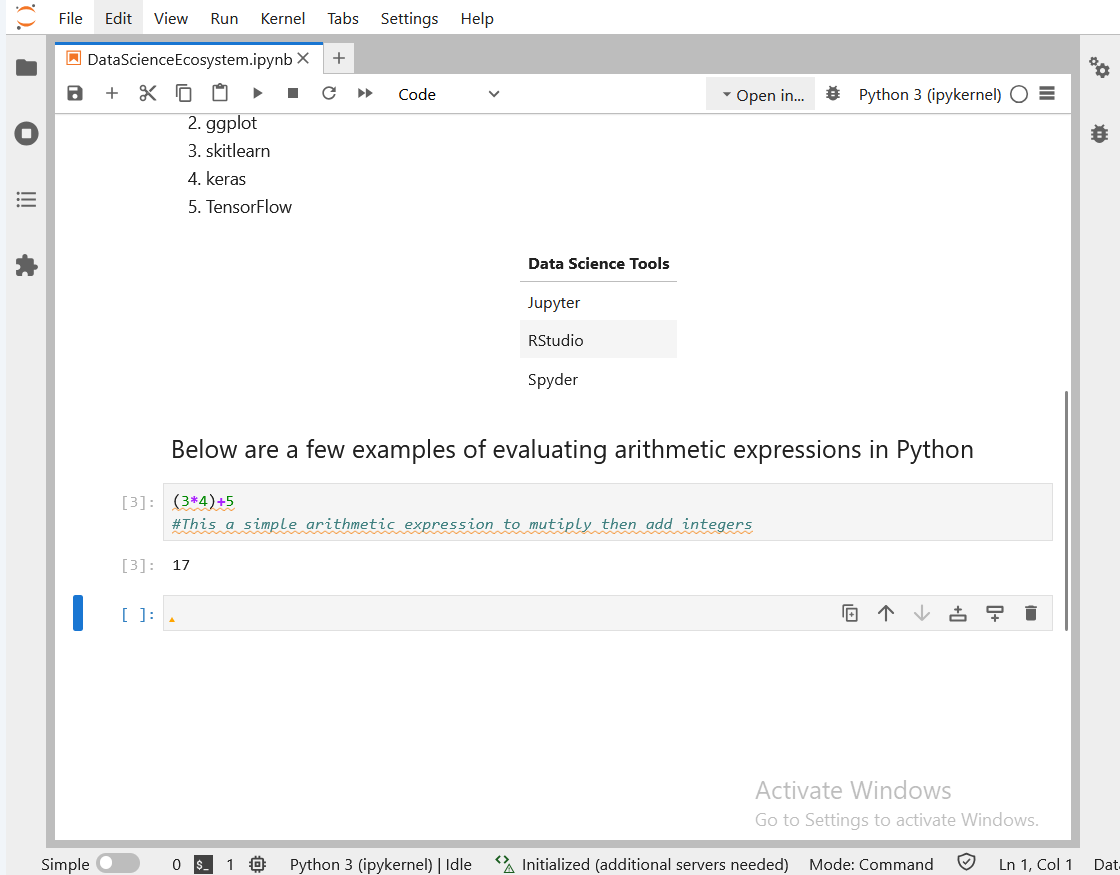 File Edit View Run Kernel Tabs Settings Help
DataScienceEcosystem.ipynb
Code Open in... Python 3 (ipykernel)
2. ggplot
3. skitlearn
4. keras
5. TensorFlow
Data Science Tools
Jupyter
RStudio
Spyder
Below are a few examples of evaluating arithmetic expressions in Python
[3]: (3*4)+5
#This a simple arithmetic expression to mutiply then add integers
[3]: 17
[ ]:
Activate Windows
Go to Settings to activate Windows.
Simple 0 $_ 1 Python 3 (ipykernel) | Idle Initialized (additional servers needed) Mode: Command Ln 1, Col 1 Dat